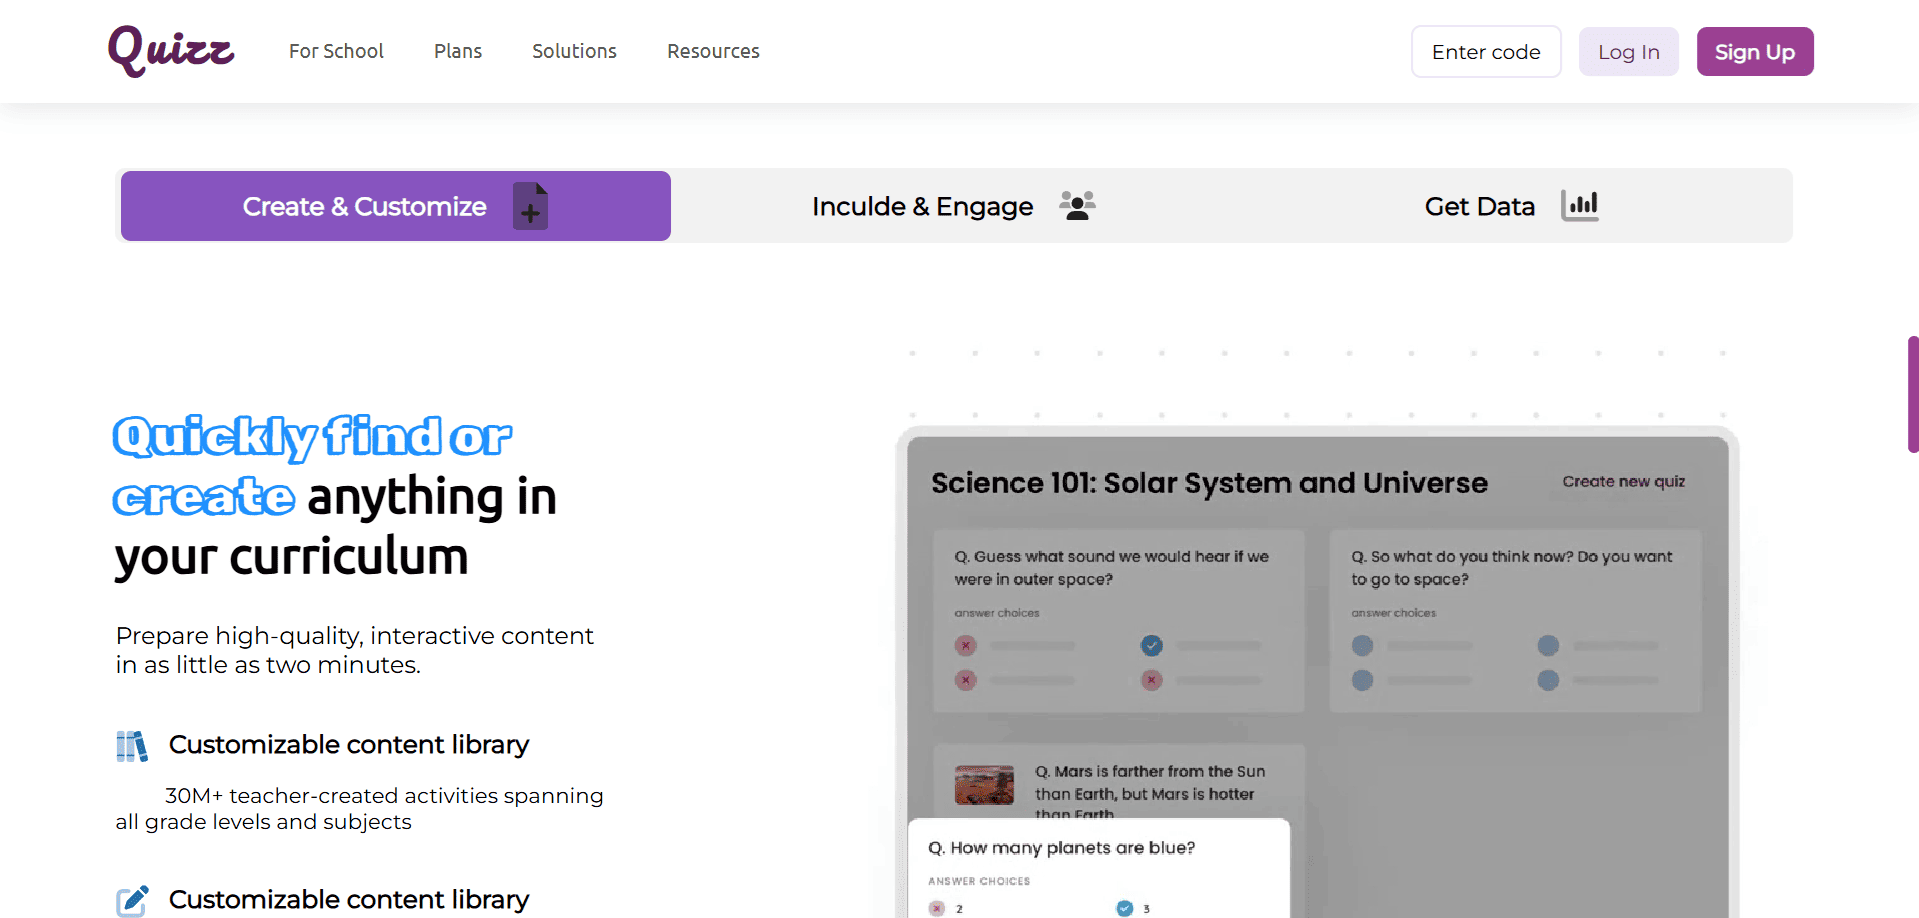 Quizz
For School
Plans
Solutions
Resources
Enter code
Log In
Sign Up
Create & Customize
Inculde & Engage
Get Data
Quickly find or
create anything in
your curriculum
Prepare high-quality, interactive content
in as little as two minutes.
Customizable content library
30M+ teacher-created activities spanning
all grade levels and subjects
Customizable content library
Science 101: Solar System and Universe
Create new quiz
Q. Guess what sound we would hear if we
were in outer space?
answer choices
Q. So what do you think now? Do you want
to go to space?
answer choices
Q. Mars is farther from the Sun
than Earth, but Mars is hotter
than Earth
Q. How many planets are blue?
ANSWER CHOICES
2
3